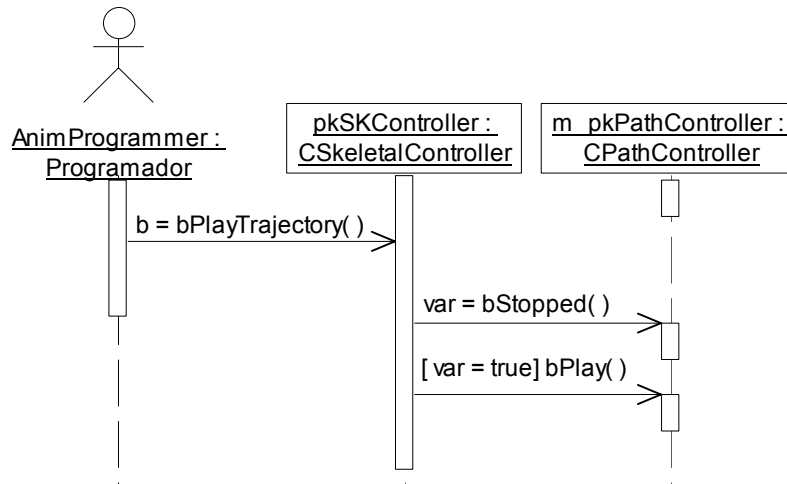 AnimProgrammer :
Programador
pkSKController :
CSkeletalController
m_pkPathController :
CPathController
b = bPlayTrajectory( )
var = bStopped( )
[ var = true] bPlay( )